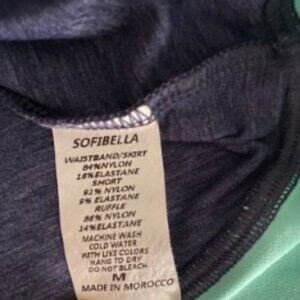 SOFIBELLA
WAISTBAND/SKIRT
84%NYLON
16%ELASTANE
SHORT
91% NYLON
9% ELASTANE
RUFFLE
86% NYLON
14%ELASTANE
MACHINE WASH
COLD WATER
WITH LIKE COLORS
HANG TO DRY
DO NOT BLEACH
M
MADE IN MOROCCO